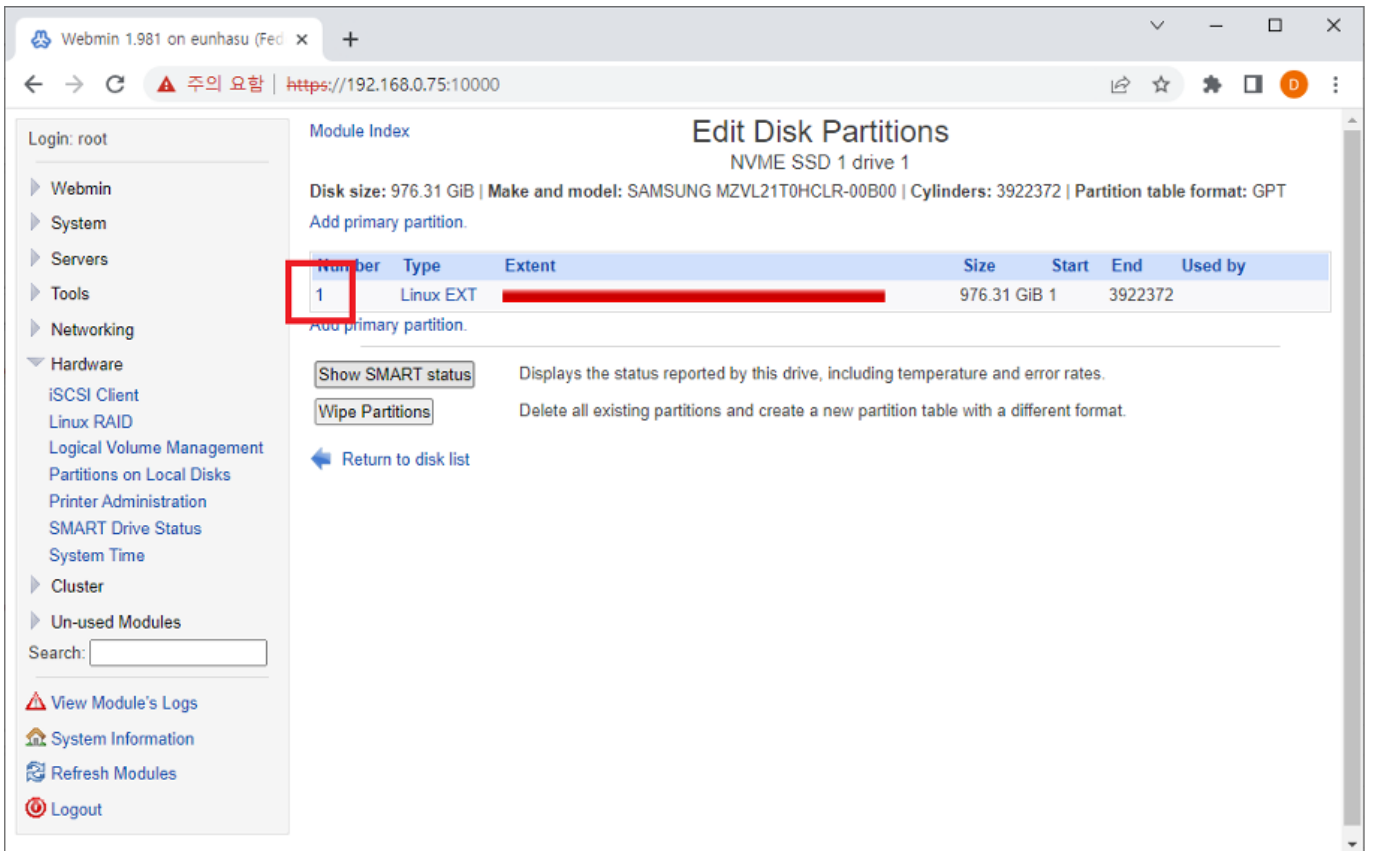 Webmin 1.981 on eunhasu (Fed
주의 요함 https://192.168.0.75:10000
D
Login: root
Webmin
System
Servers
Tools
Networking
Hardware
iSCSI Client
Linux RAID
Logical Volume Management
Partitions on Local Disks
Printer Administration
SMART Drive Status
System Time
Cluster
Un-used Modules
Search:
View Module's Logs
System Information
Refresh Modules
Logout
Module Index
Edit Disk Partitions
NVME SSD 1 drive 1
Disk size: 976.31 GiB | Make and model: SAMSUNG MZVL21T0HCLR-00B00 | Cylinders: 3922372 | Partition table format: GPT
Add primary partition.
Number Type Extent Size Start End Used by
1 Linux EXT 976.31 GiB 1 3922372
Add primary partition.
Show SMART status Displays the status reported by this drive, including temperature and error rates.
Wipe Partitions Delete all existing partitions and create a new partition table with a different format.
Return to disk list